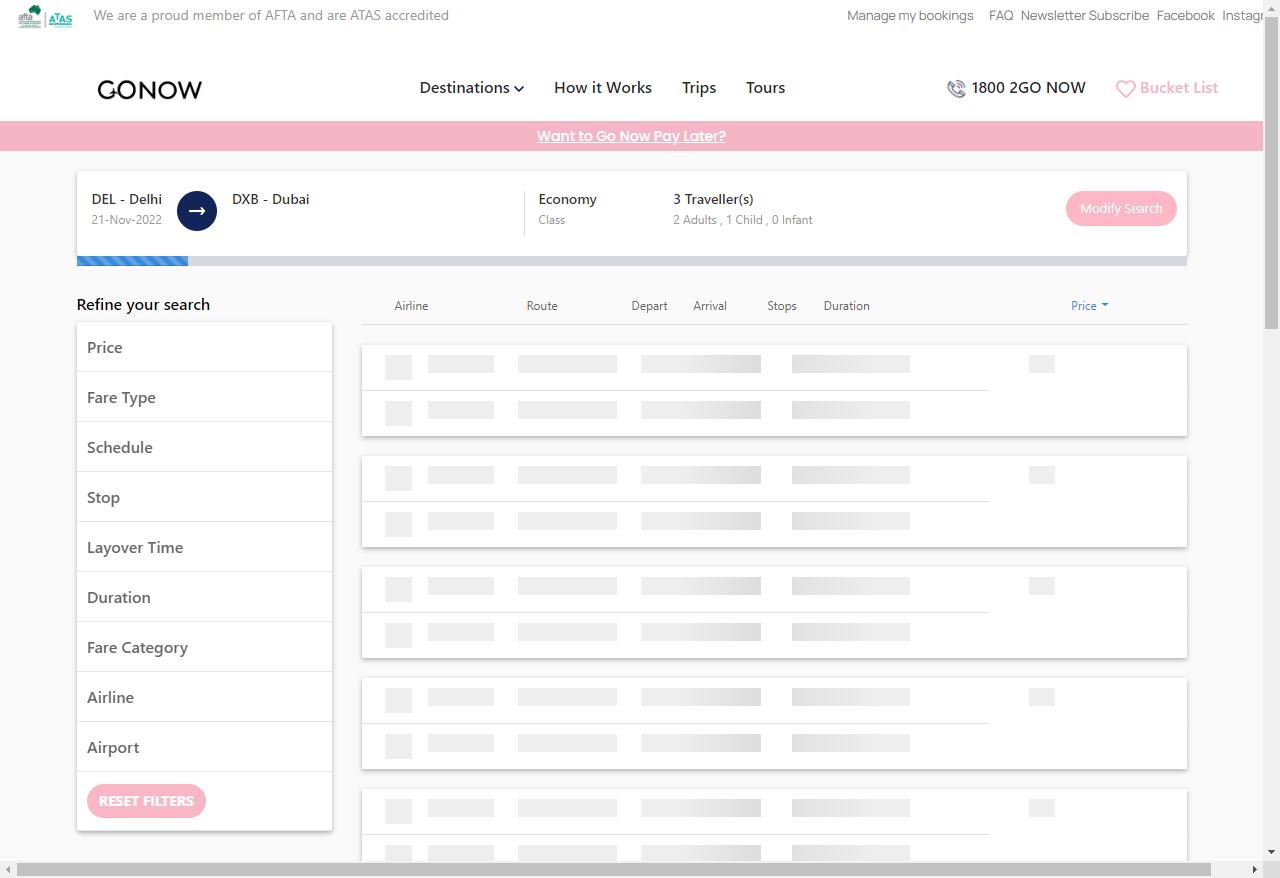 afta ATAS We are a proud member of AFTA and are ATAS accredited Manage my bookings FAQ Newsletter Subscribe Facebook
GONOW Destinations How it Works Trips Tours 1800 2GO NOW Bucket List
Want to Go Now Pay Later?
DEL - Delhi DXB - Dubai Economy 3 Traveller(s) Modify Search
21-Nov-2022 Class 2 Adults , 1 Child , 0 Infant
Refine your search Airline Route Depart Arrival Stops Duration Price
Price
Fare Type
Schedule
Stop
Layover Time
Duration
Fare Category
Airline
Airport
RESET FILTERS